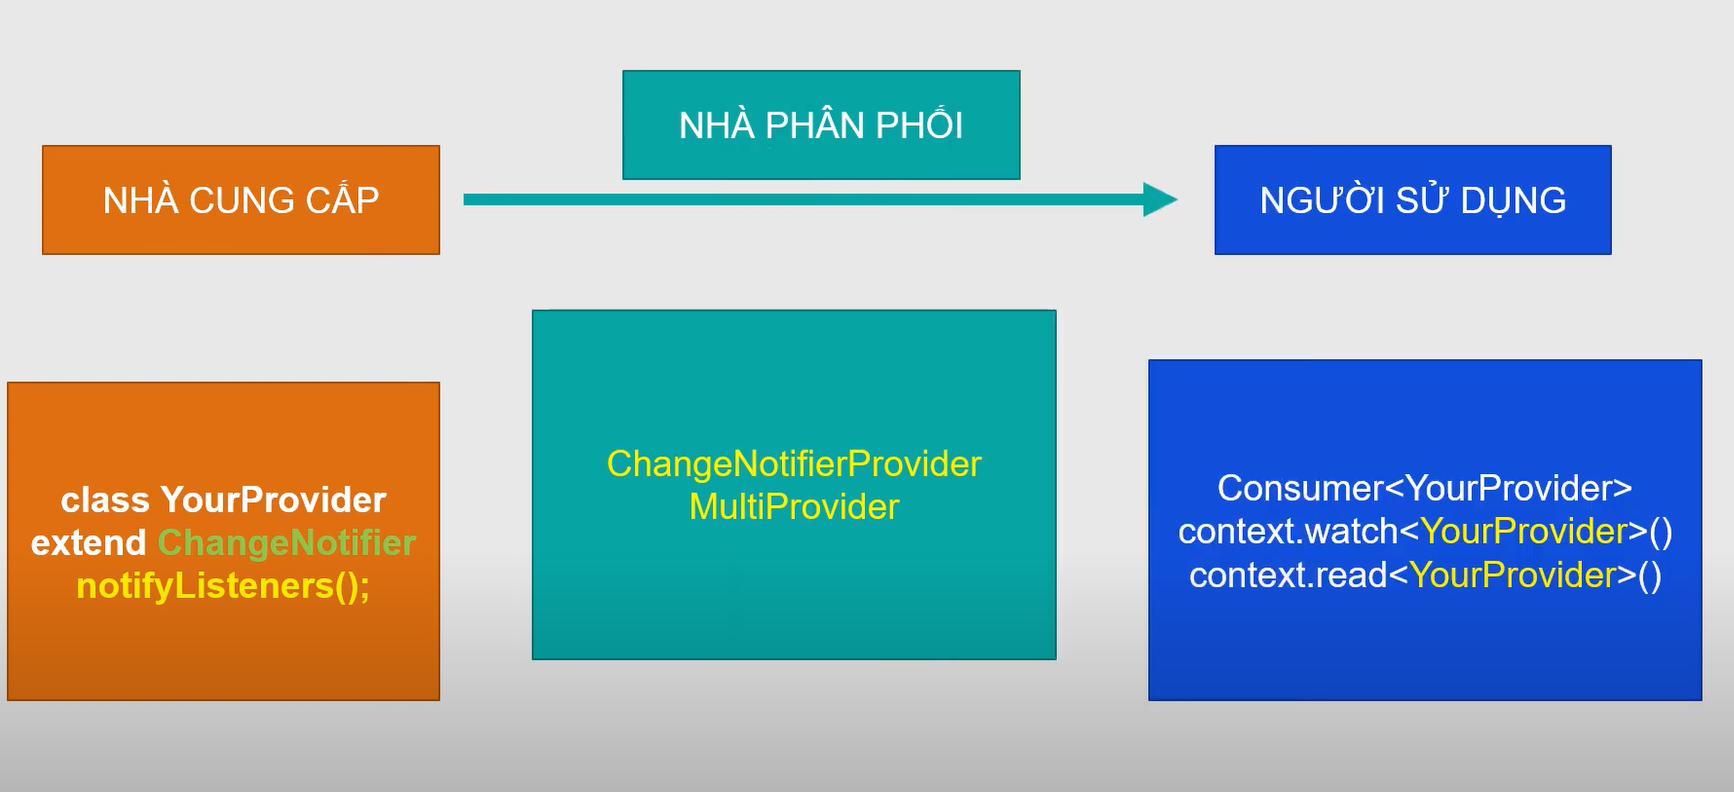 NHÀ PHÂN PHỐI
NHÀ CUNG CẤP
NGƯỜI SỬ DỤNG
class YourProvider
extend ChangeNotifier
notifyListeners();
ChangeNotifierProvider
MultiProvider
Consumer<YourProvider>
context.watch<YourProvider>()
context.read<YourProvider>()